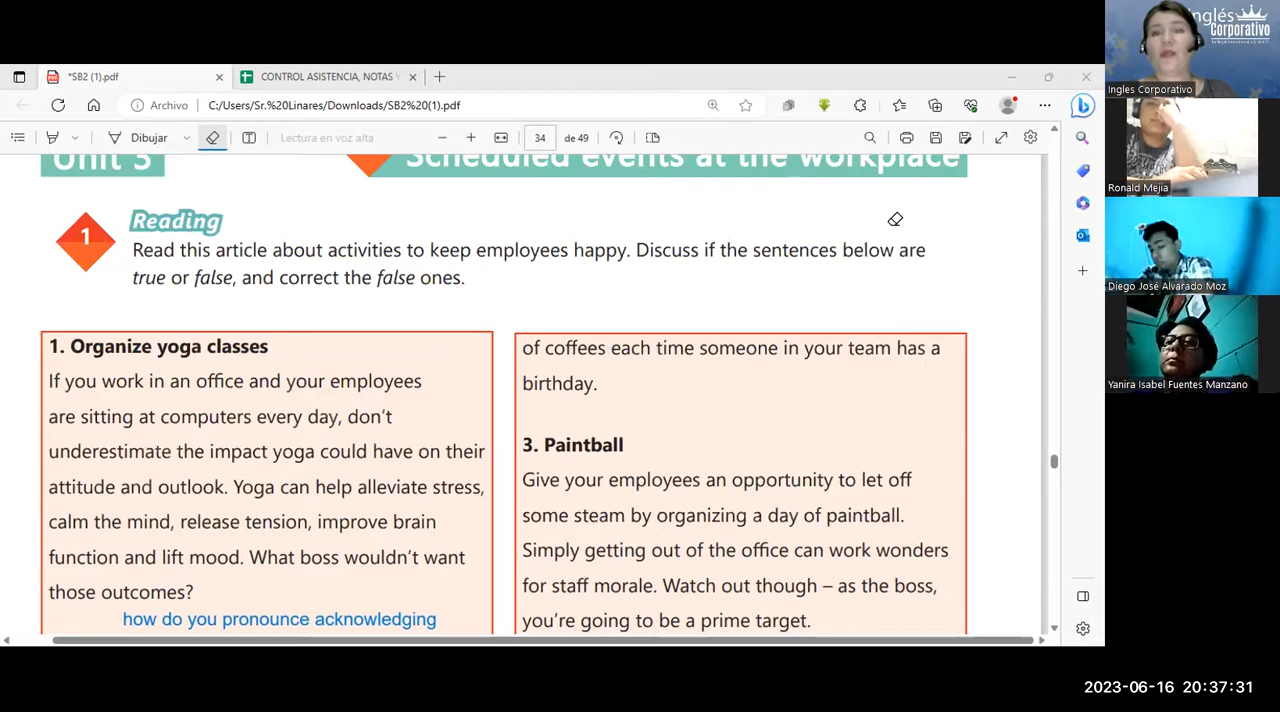 *SB2 (1).pdf
CONTROL ASISTENCIA, NOTAS Y
Archivo
C:/Users/Sr.%20Linares/Downloads/SB2%20(1).pdf
Dibujar
Lectura en voz alta
34
de 49
Unit 3
Scheduled events at the workplace
1
Reading
Read this article about activities to keep employees happy. Discuss if the sentences below are
true or false, and correct the false ones.
1. Organize yoga classes
If you work in an office and your employees
are sitting at computers every day, don't
underestimate the impact yoga could have on their
attitude and outlook. Yoga can help alleviate stress,
calm the mind, release tension, improve brain
function and lift mood. What boss wouldn't want
those outcomes?
how do you pronounce acknowledging
of coffees each time someone in your team has a
birthday.
3. Paintball
Give your employees an opportunity to let off
some steam by organizing a day of paintball.
Simply getting out of the office can work wonders
for staff morale. Watch out though – as the boss,
you're going to be a prime target.
inglés
Corporativo
Ingles Corporativo
Ronald Mejia
Diego José Alvarado Moz
Yanira Isabel Fuentes Manzano
2023-06-16 20:37:31